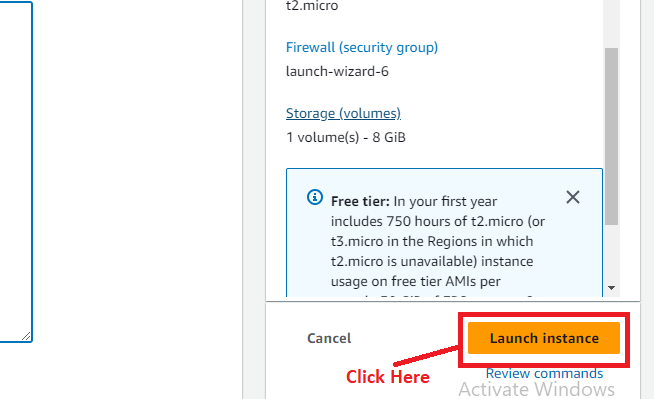 t2.micro
Firewall (security group)
launch-wizard-6
Storage (volumes)
1 volume(s) - 8 GiB
Free tier: In your first year
includes 750 hours of t2.micro (or
t3.micro in the Regions in which
t2.micro is unavailable) instance
usage on free tier AMIs per
Cancel
Launch instance
Click Here
Review commands
Activate Windows